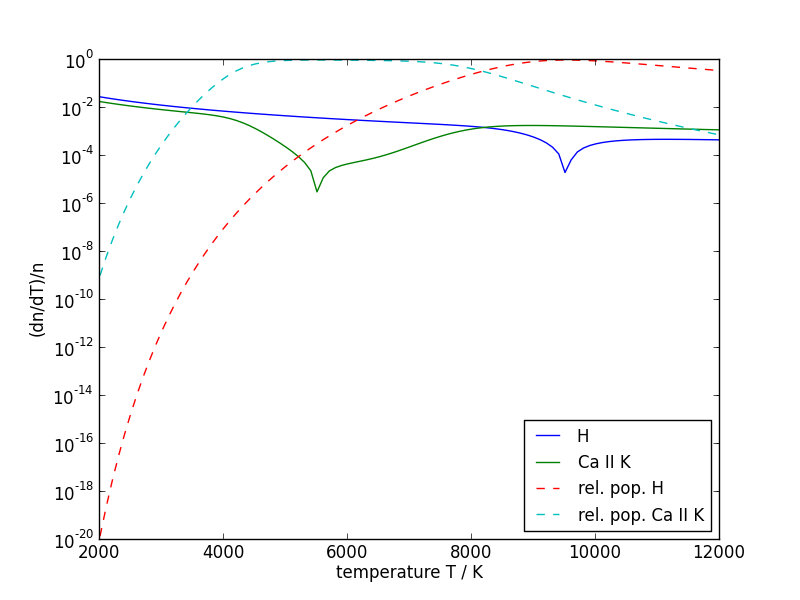 10^0
10^-2
10^-4
10^-6
10^-8
10^-10
10^-12
10^-14
10^-16
10^-18
10^-20
(dn/dT)/n
H
Ca II K
rel. pop. H
rel. pop. Ca II K
2000 4000 6000 8000 10000 12000
temperature T / K